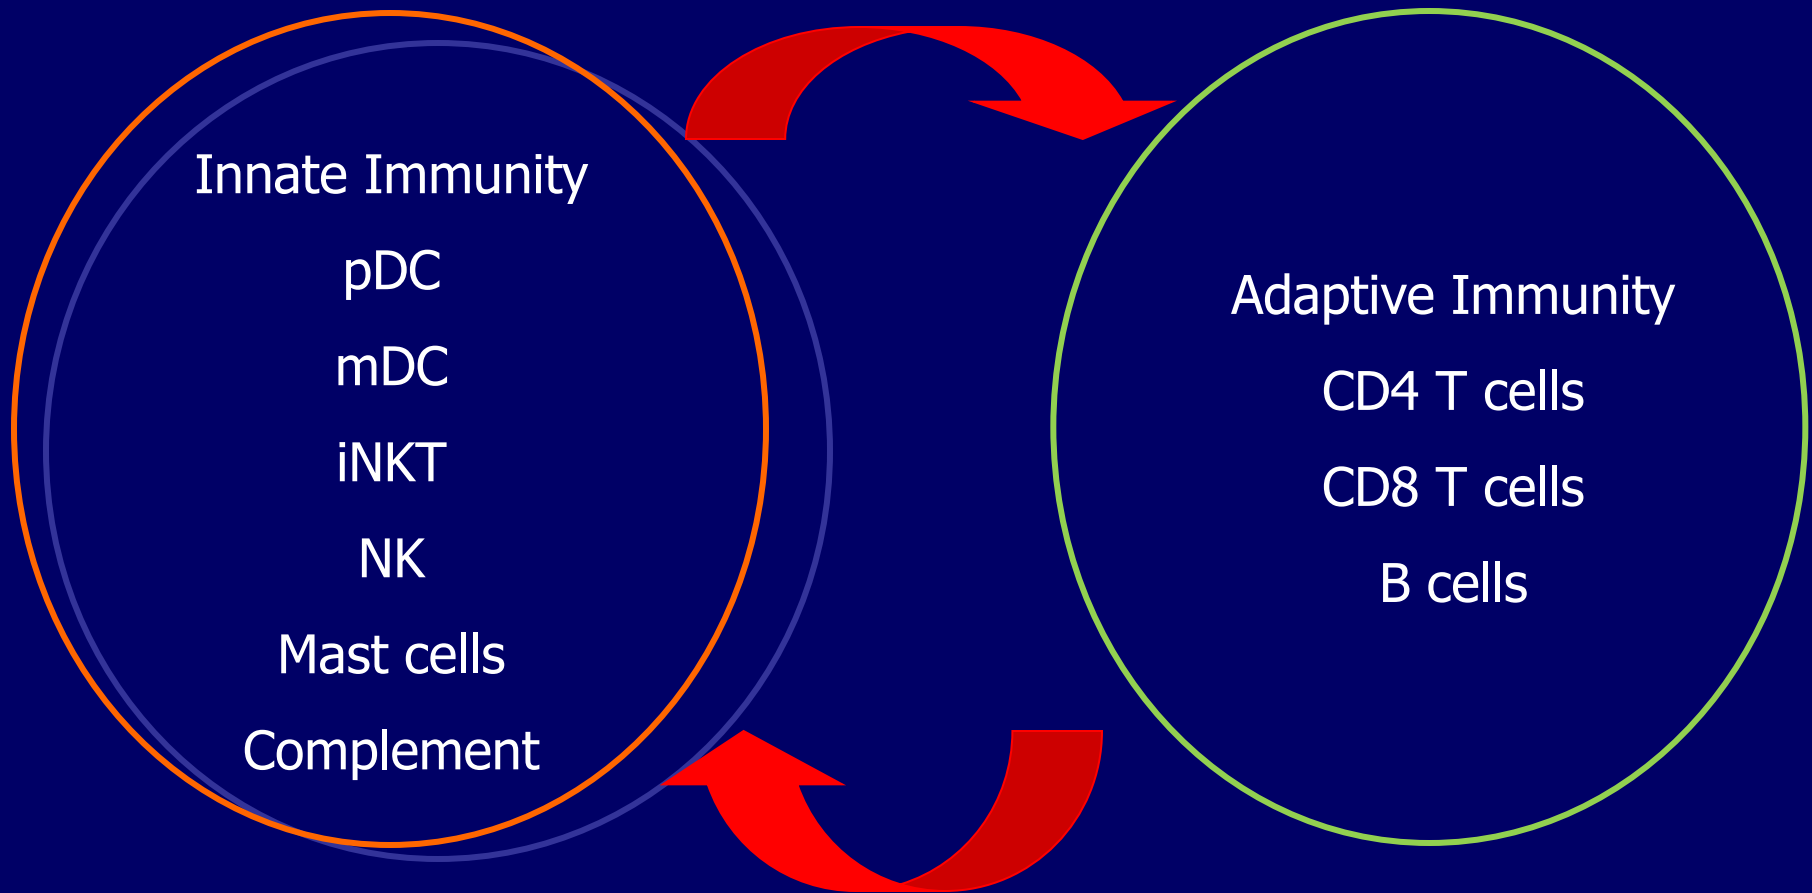 Innate Immunity
pDC
mDC
iNKT
NK
Mast cells
Complement
Adaptive Immunity
CD4 T cells
CD8 T cells
B cells